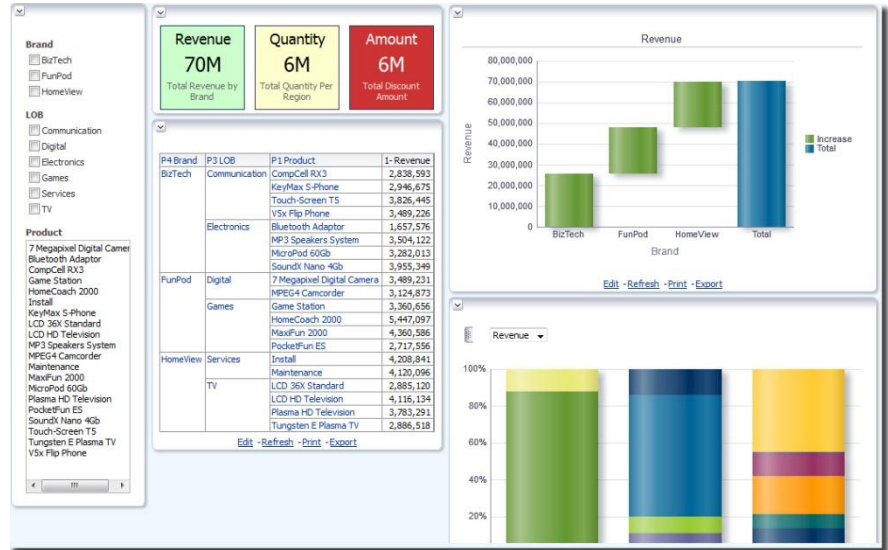 Brand
BizTech
FunPod
HomeView
LOB
Communication
Digital
Electronics
Games
Services
TV
Product
7 Megapixel Digital Camer
Bluetooth Adaptor
CompCell RX3
Game Station
HomeCoach 2000
Install
KeyMax S-Phone
LCD 36X Standard
LCD HD Television
MP3 Speakers System
MPEG4 Camcorder
Maintenance
MaxiFun 2000
MicroPod 60Gb
Plasma HD Television
PocketFun ES
SoundX Nano 4Gb
Touch-Screen T5
Tungsten E Plasma TV
V5x Flip Phone
Revenue
70M
Total Revenue by
Brand
Quantity
6M
Total Quantity Per
Region
Amount
6M
Total Discount
Amount
P4 Brand P3 LOB P1 Product 1- Revenue
BizTech Communication CompCell RX3 2,838,593
KeyMax S-Phone 2,946,675
Touch-Screen T5 3,826,445
V5x Flip Phone 3,489,226
Electronics Bluetooth Adaptor 1,657,576
MP3 Speakers System 3,504,122
MicroPod 60Gb 3,282,013
SoundX Nano 4Gb 3,955,349
FunPod Digital 7 Megapixel Digital Camera 3,489,231
MPEG4 Camcorder 3,124,873
Games Game Station 3,360,656
HomeCoach 2000 5,447,097
MaxiFun 2000 4,360,586
PocketFun ES 2,717,556
HomeView Services Install 4,208,841
Maintenance 4,120,096
TV LCD 36X Standard 2,885,120
LCD HD Television 4,116,134
Plasma HD Television 3,783,291
Tungsten E Plasma TV 2,886,518
Edit -Refresh -Print -Export
Revenue
80,000,000
70,000,000
60,000,000
50,000,000
40,000,000
30,000,000
20,000,000
10,000,000
0
Revenue
BizTech FunPod HomeView Total
Brand
Increase
Total
Edit -Refresh -Print -Export
Revenue
100%
80%
60%
40%
20%